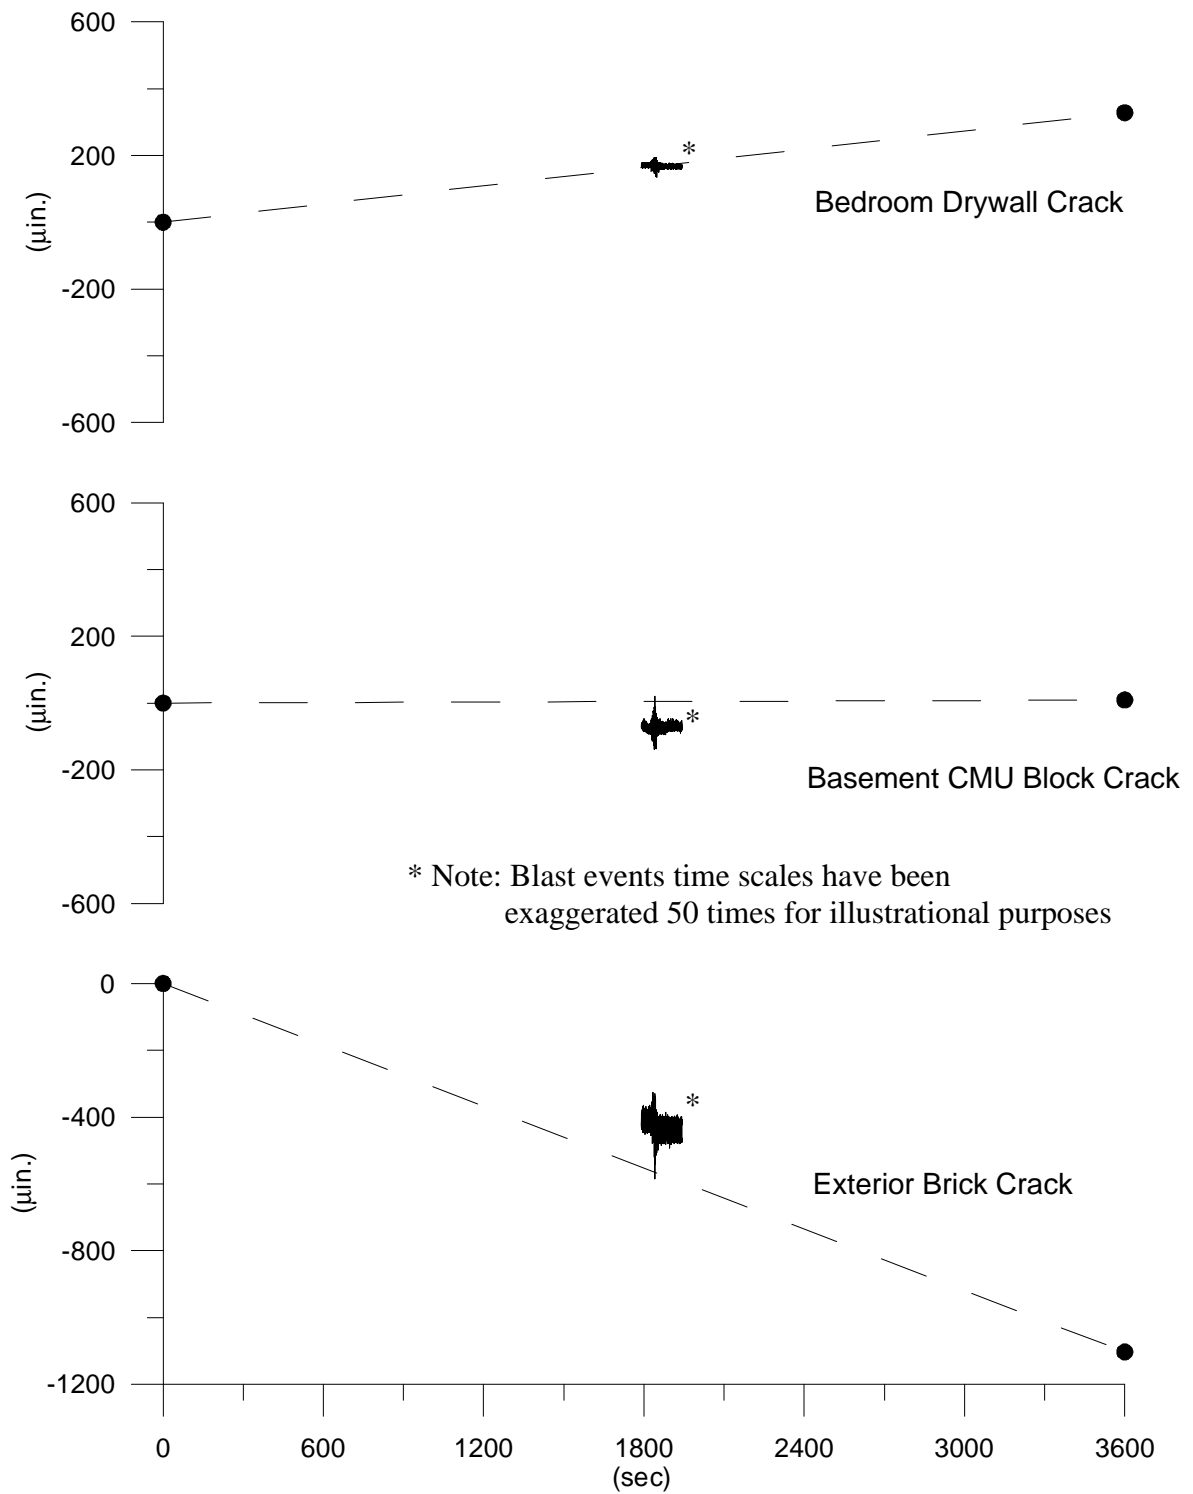 600
200
-200
-600
(µin.)
*
Bedroom Drywall Crack
600
200
-200
-600
(µin.)
*
Basement CMU Block Crack
* Note: Blast events time scales have been
exaggerated 50 times for illustrational purposes
0
-400
-800
-1200
(µin.)
*
Exterior Brick Crack
0 600 1200 1800 2400 3000 3600
(sec)